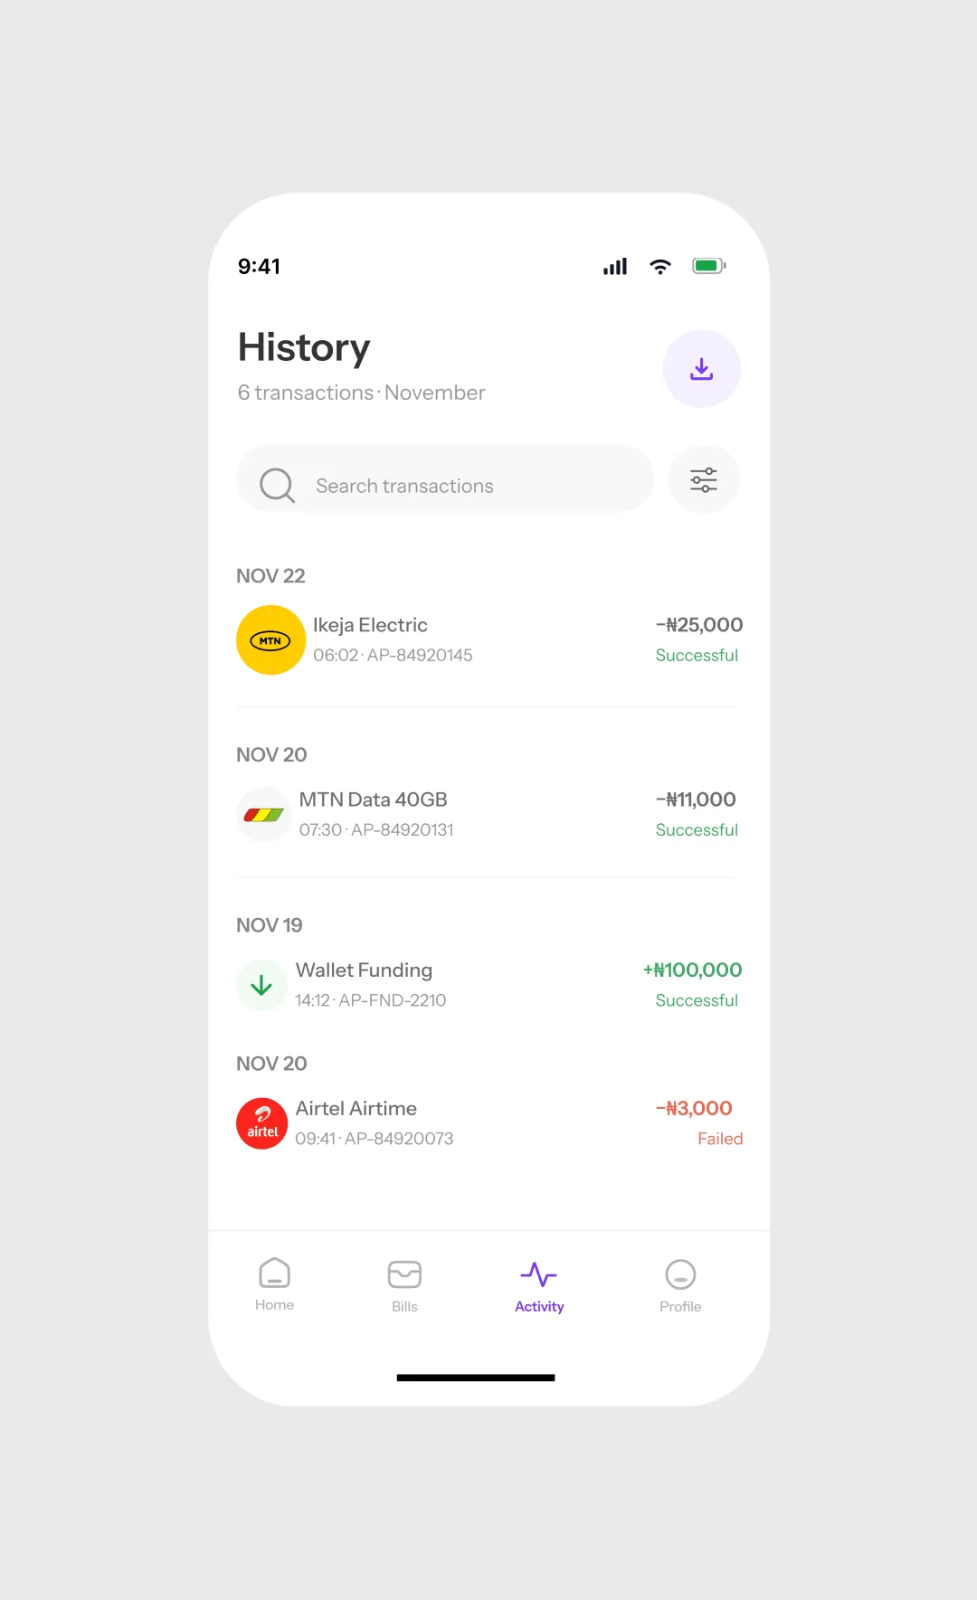 9:41
History
6 transactions · November
Search transactions
NOV 22
MTN
Ikeja Electric
−₦25,000
06:02 · AP-84920145
Successful
NOV 20
MTN Data 40GB
−₦11,000
07:30 · AP-84920131
Successful
NOV 19
Wallet Funding
+₦100,000
14:12 · AP-FND-2210
Successful
NOV 20
airtel
Airtel Airtime
−₦3,000
09:41 · AP-84920073
Failed
Home
Bills
Activity
Profile